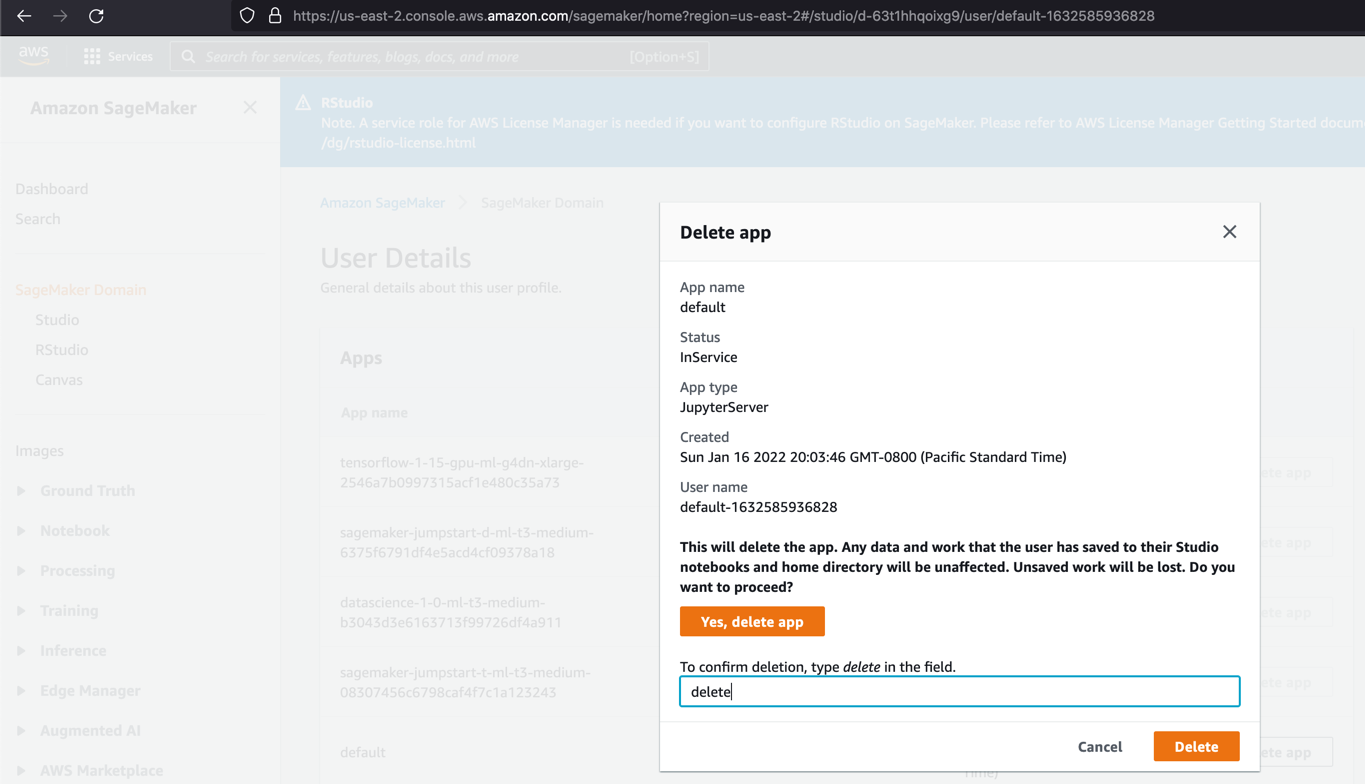 https://us-east-2.console.aws.amazon.com/sagemaker/home?region=us-east-2#/studio/d-63t1hhqoixg9/user/default-1632585936828
aws
Services
Search for services, features, blogs, docs, and more
[Option+S]
Amazon SageMaker
RStudio
Note. A service role for AWS License Manager is needed if you want to configure RStudio on SageMaker. Please refer to AWS License Manager Getting Started docum
/dg/rstudio-license.html
Dashboard
Search
SageMaker Domain
Studio
RStudio
Canvas
Images
Ground Truth
Notebook
Processing
Training
Inference
Edge Manager
Augmented AI
AWS Marketplace
Amazon SageMaker
SageMaker Domain
User Details
General details about this user profile.
Apps
App name
tensorflow-1-15-gpu-ml-g4dn-xlarge-
2546a7b0997315acf1e480c35a73
sagemaker-jumpstart-d-ml-t3-medium-
6375f6791df4e5acd4cf09378a18
datascience-1-0-ml-t3-medium-
b3043d3e6163713f99726df4a911
sagemaker-jumpstart-t-ml-t3-medium-
08307456c6798caf4f7c1a123243
default
Delete app
App name
default
Status
InService
App type
JupyterServer
Created
Sun Jan 16 2022 20:03:46 GMT-0800 (Pacific Standard Time)
User name
default-1632585936828
This will delete the app. Any data and work that the user has saved to their Studio
notebooks and home directory will be unaffected. Unsaved work will be lost. Do you
want to proceed?
Yes, delete app
To confirm deletion, type delete in the field.
delete
Cancel
Delete
ete app
ete app
ete app
ete app
ete app
Time)